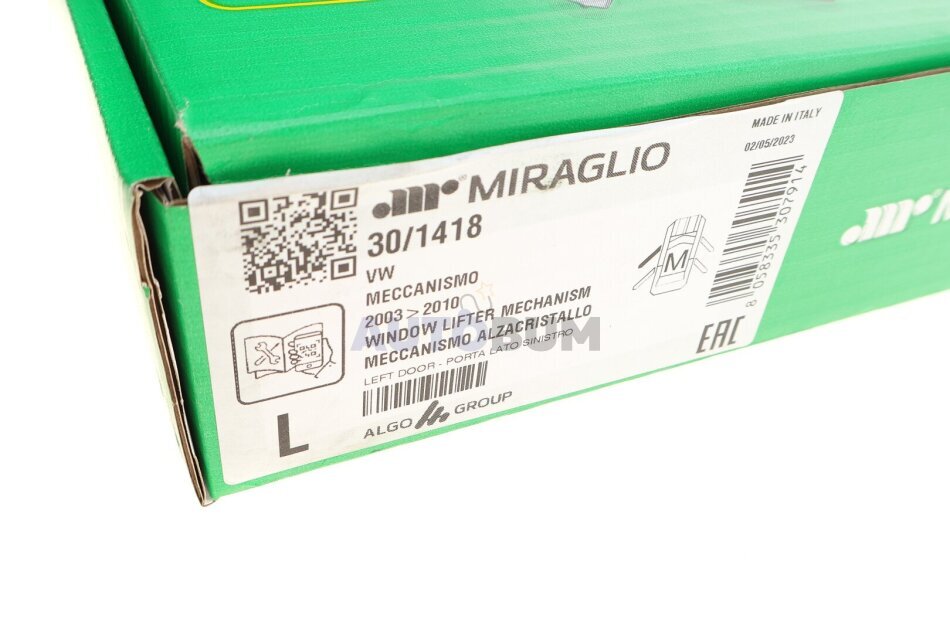 MIRAGLIO
30/1418
VW
MECCANISMO
2003 > 2010
WINDOW LIFTER MECHANISM
MECCANISMO ALZACRISTALLO
LEFT DOOR - PORTA LATO SINISTRO
ALGO GROUP
L
M
MADE IN ITALY
02/05/2023
8 058335 307914
EAC
AUTOBUM